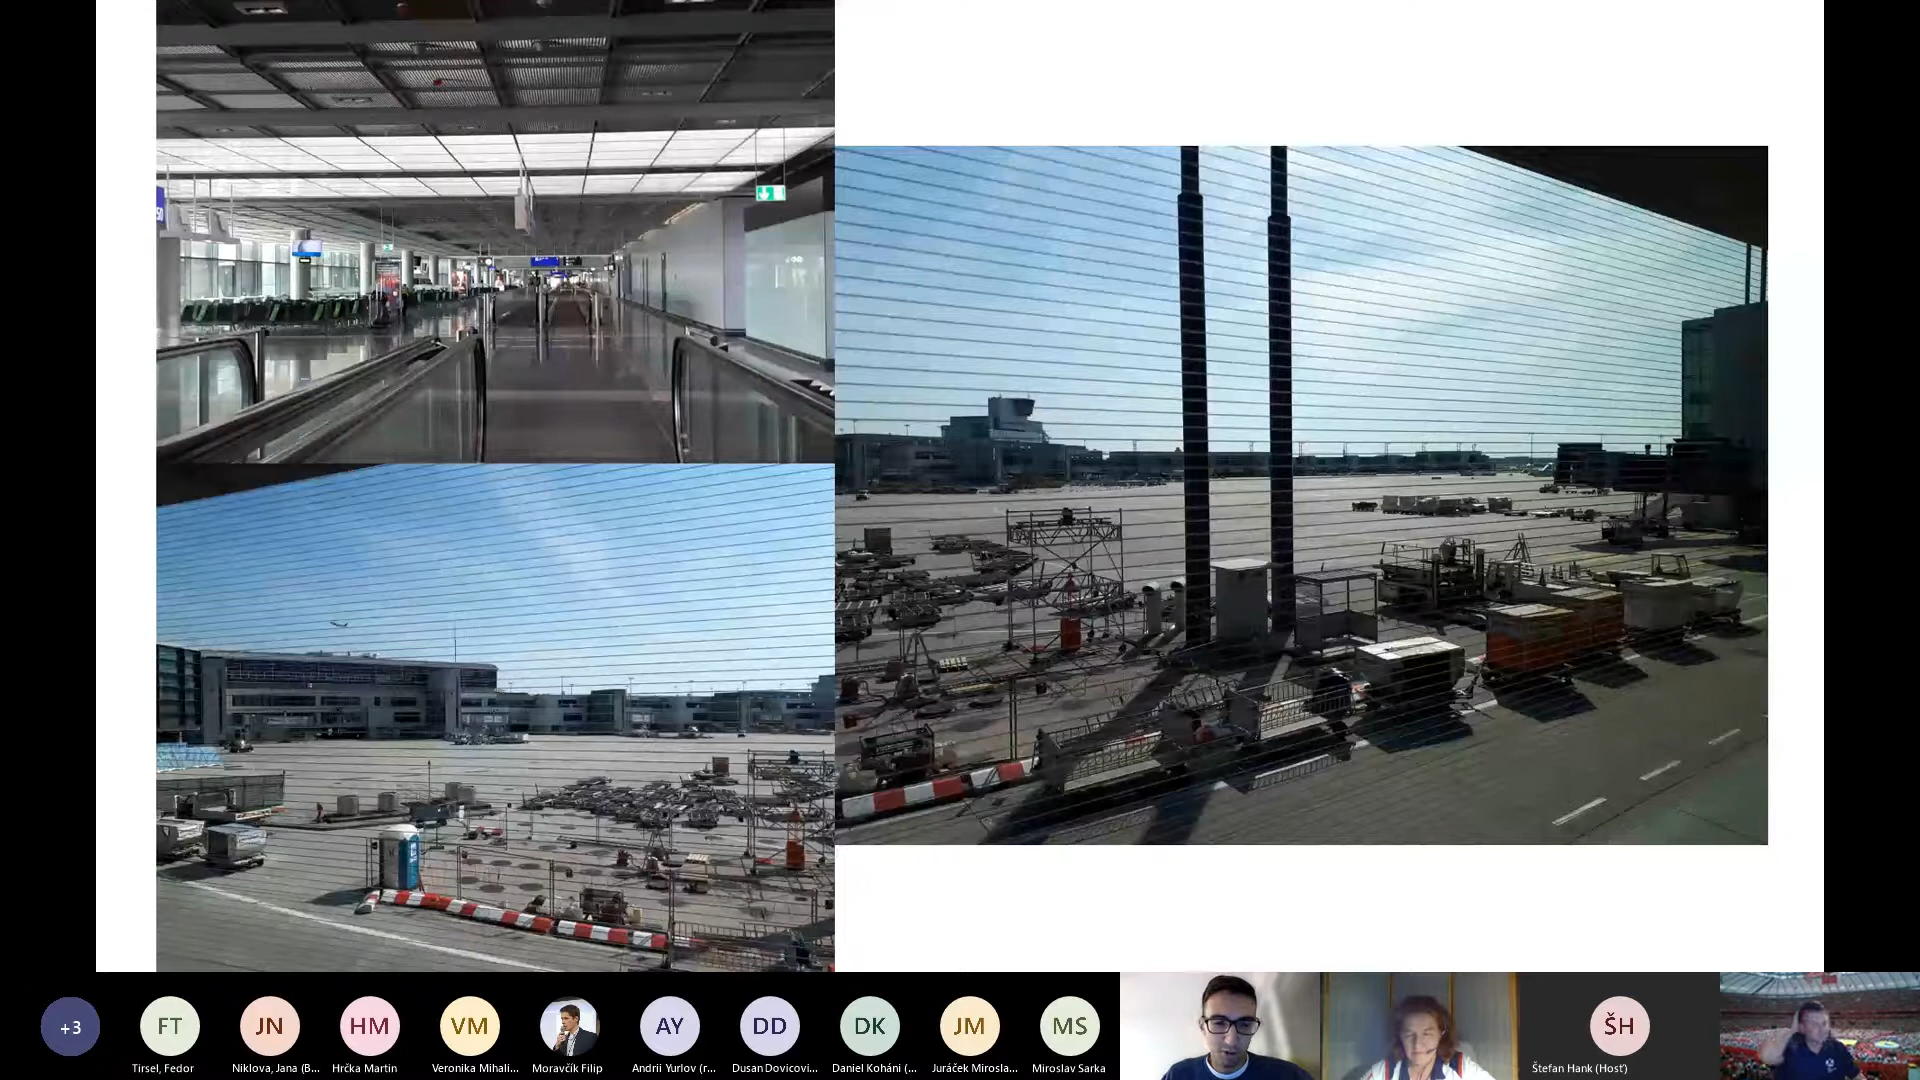 +3
FT
JN
HM
VM
AY
DD
DK
JM
MS
ŠH
Tirsel, Fedor
Niklova, Jana (B...
Hrčka Martin
Veronika Mihali...
Moravčík Filip
Andrii Yurlov (r...
Dusan Dovicovi...
Daniel Koháni (...
Juráček Mirosla...
Miroslav Sarka
Štefan Hank (Hosť)